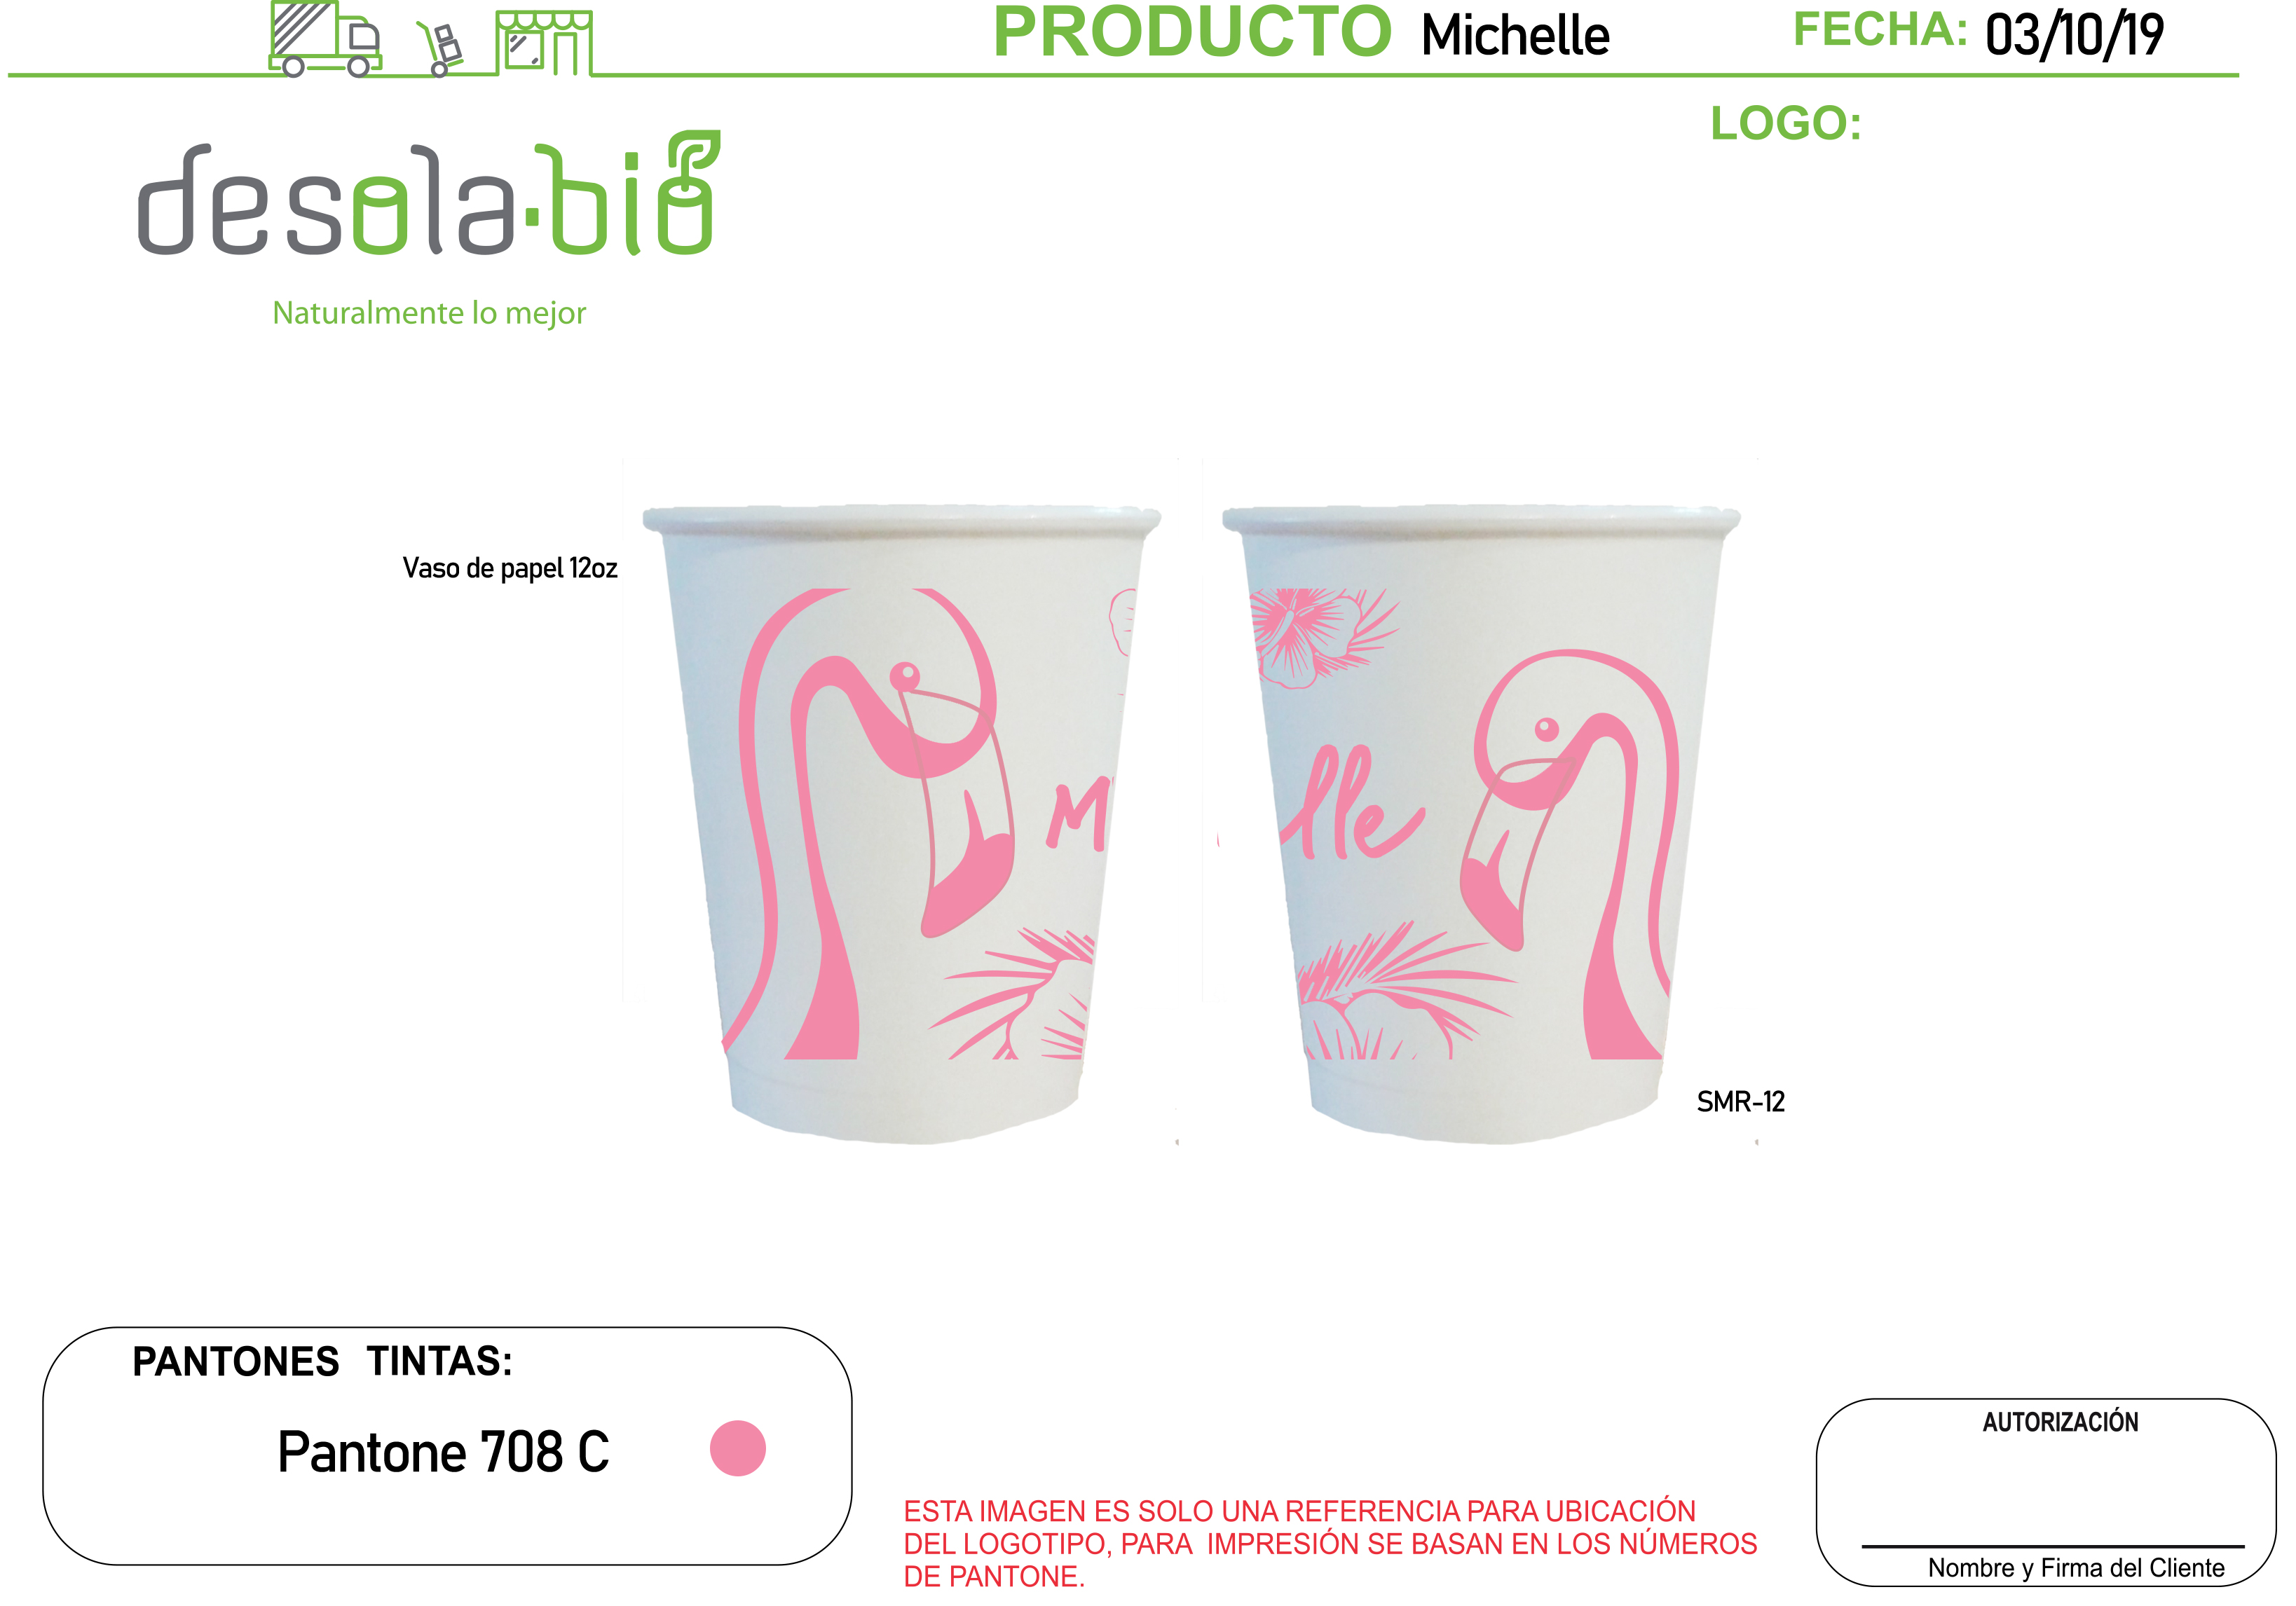 PRODUCTO Michelle FECHA: 03/10/19
LOGO:
desola.bio
Naturalmente lo mejor
Vaso de papel 12oz
M
lle
SMR-12
PANTONES TINTAS:
Pantone 708 C
ESTA IMAGEN ES SOLO UNA REFERENCIA PARA UBICACIÓN
DEL LOGOTIPO, PARA IMPRESIÓN SE BASAN EN LOS NÚMEROS
DE PANTONE.
AUTORIZACIÓN
Nombre y Firma del Cliente